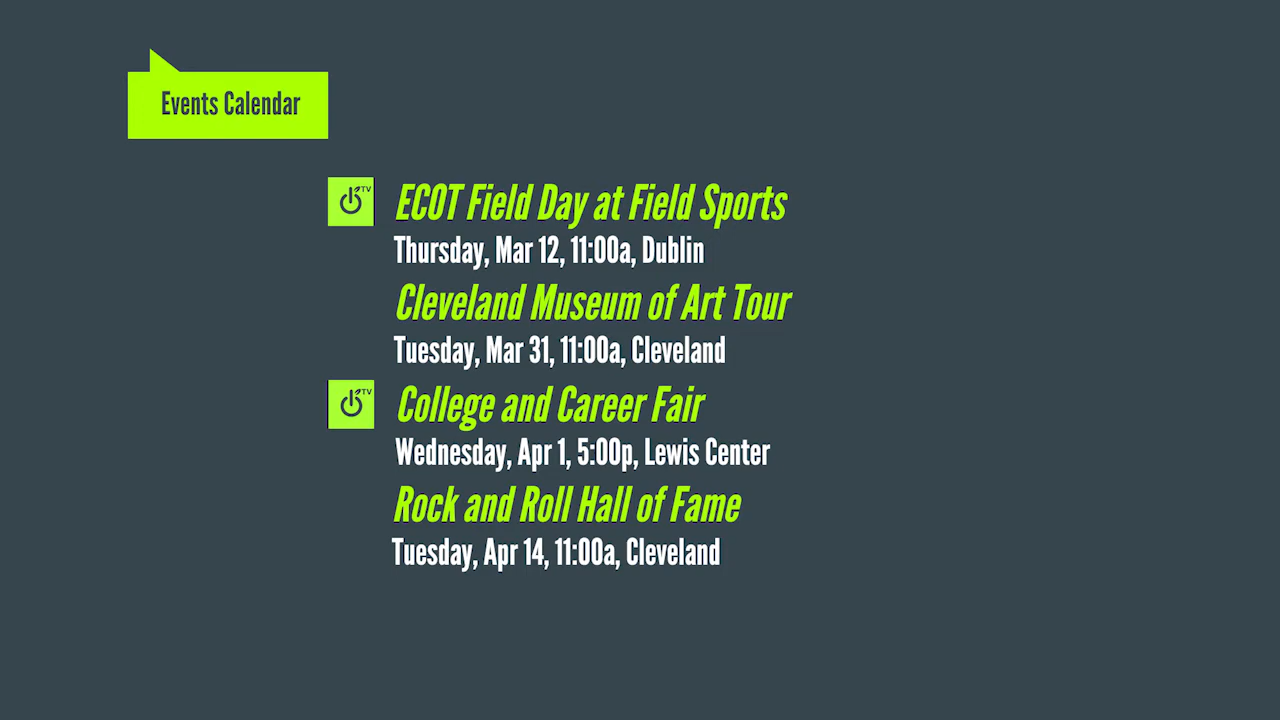 Events Calendar
TV
ECOT Field Day at Field Sports
Thursday, Mar 12, 11:00a, Dublin
Cleveland Museum of Art Tour
Tuesday, Mar 31, 11:00a, Cleveland
TV
College and Career Fair
Wednesday, Apr 1, 5:00p, Lewis Center
Rock and Roll Hall of Fame
Tuesday, Apr 14, 11:00a, Cleveland